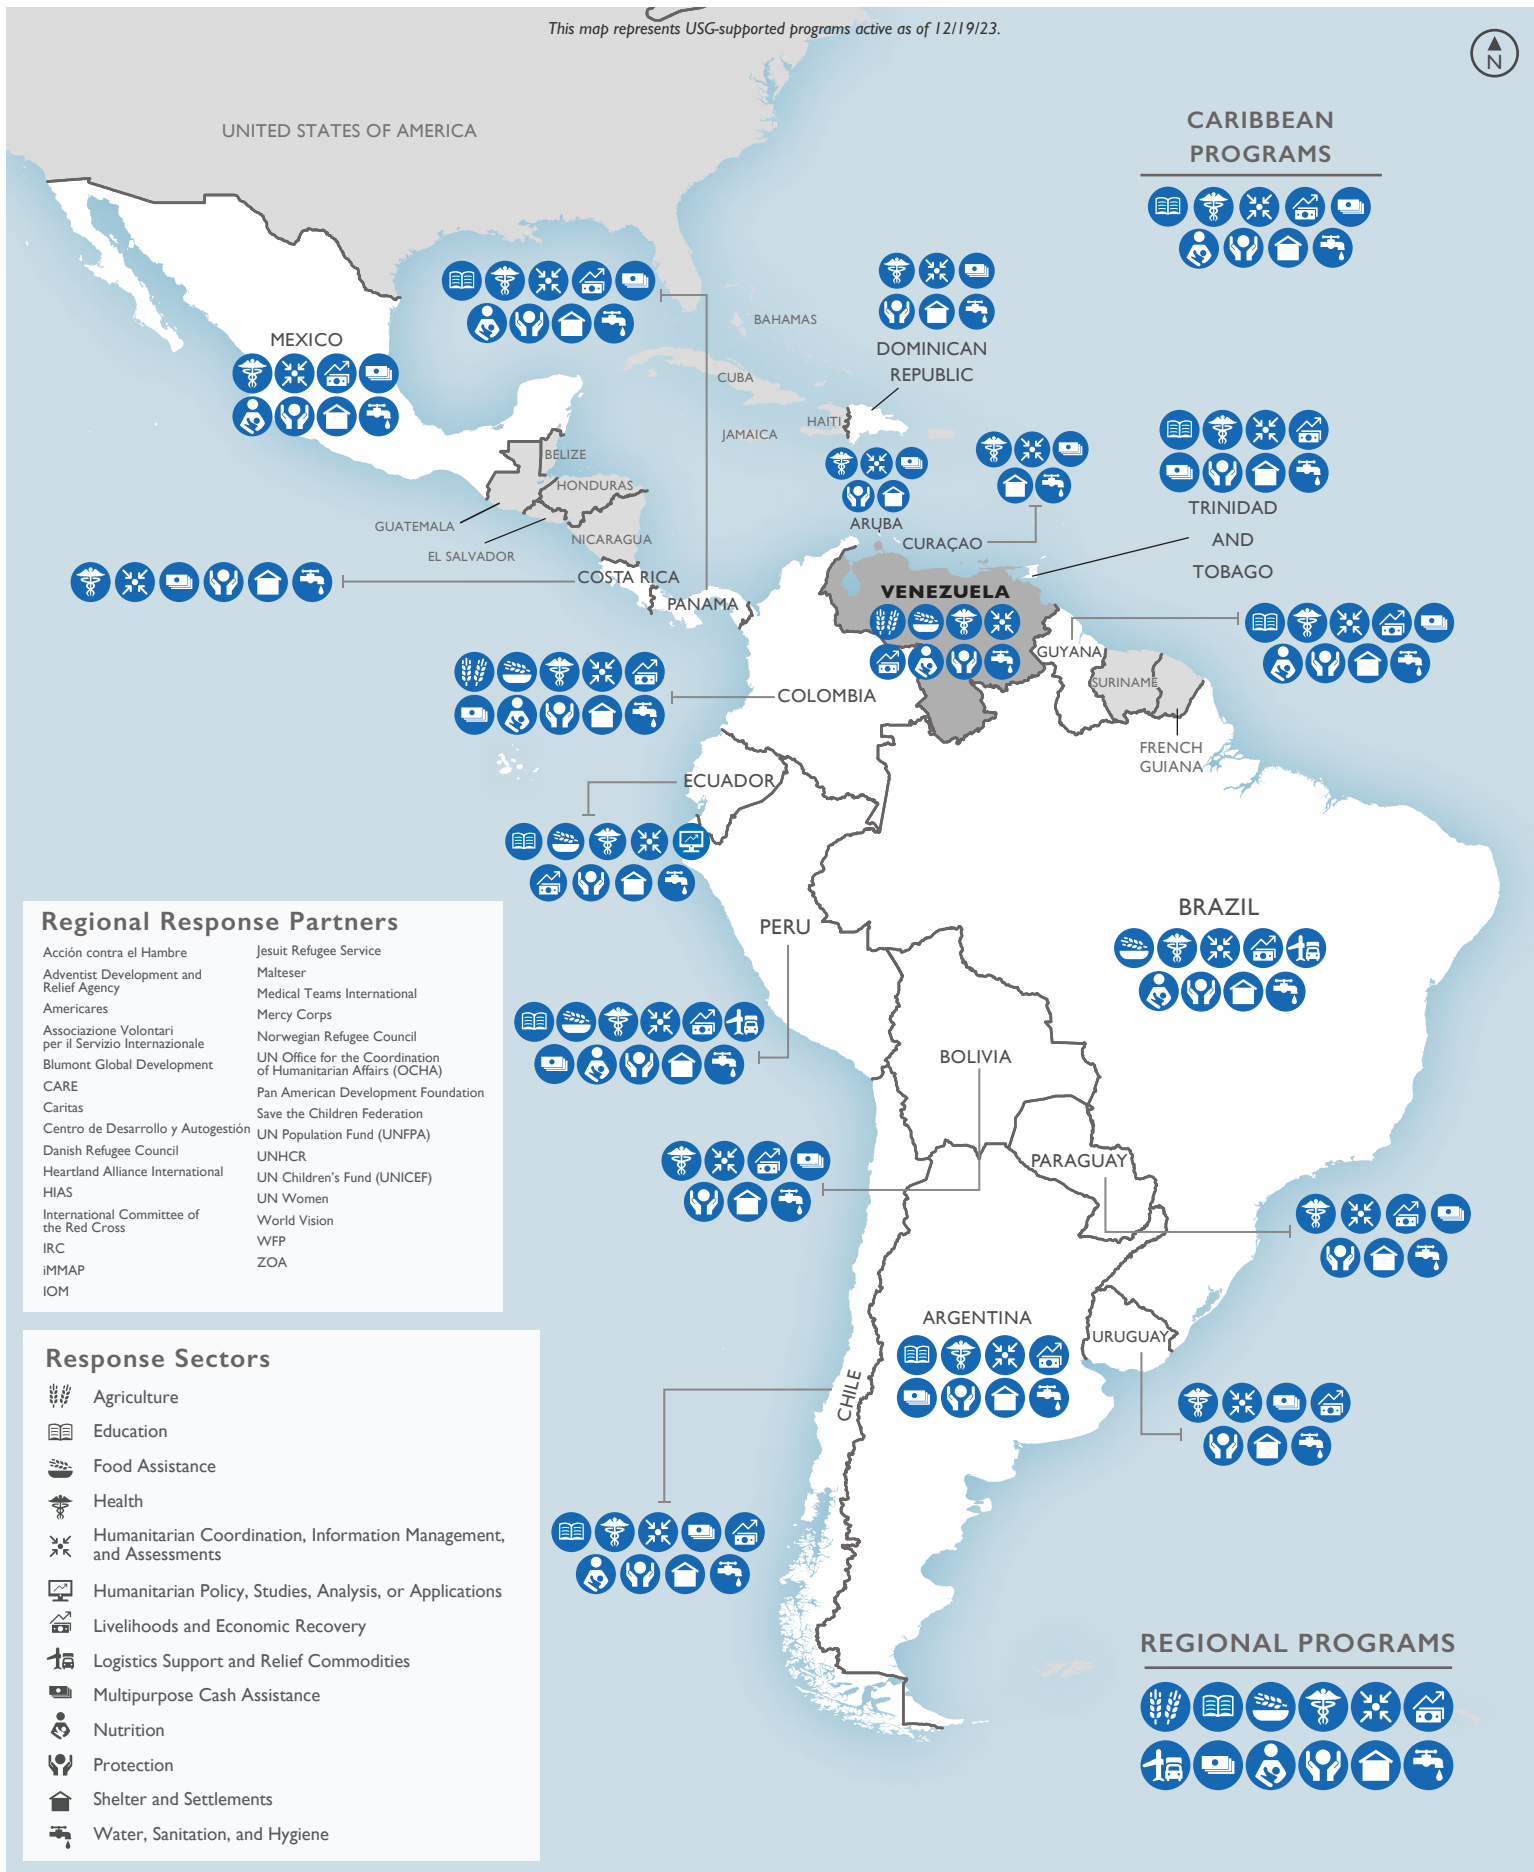 This map represents USG-supported programs active as of 12/19/23.
N
UNITED STATES OF AMERICA
CARIBBEAN
PROGRAMS
MEXICO
BAHAMAS
DOMINICAN
REPUBLIC
CUBA
HAITI
JAMAICA
BELIZE
HONDURAS
GUATEMALA
EL SALVADOR
NICARAGUA
COSTA RICA
PANAMA
ARUBA
CURAÇAO
TRINIDAD
AND
TOBAGO
VENEZUELA
GUYANA
SURINAME
FRENCH
GUIANA
COLOMBIA
ECUADOR
PERU
BRAZIL
BOLIVIA
PARAGUAY
ARGENTINA
URUGUAY
CHILE
Regional Response Partners
Acción contra el Hambre
Adventist Development and
Relief Agency
Americares
Associazione Volontari
per il Servizio Internazionale
Blumont Global Development
CARE
Caritas
Centro de Desarrollo y Autogestión
Danish Refugee Council
Heartland Alliance International
HIAS
International Committee of
the Red Cross
IRC
iMMAP
IOM
Jesuit Refugee Service
Malteser
Medical Teams International
Mercy Corps
Norwegian Refugee Council
UN Office for the Coordination
of Humanitarian Affairs (OCHA)
Pan American Development Foundation
Save the Children Federation
UN Population Fund (UNFPA)
UNHCR
UN Children's Fund (UNICEF)
UN Women
World Vision
WFP
ZOA
Response Sectors
Agriculture
Education
Food Assistance
Health
Humanitarian Coordination, Information Management,
and Assessments
Humanitarian Policy, Studies, Analysis, or Applications
Livelihoods and Economic Recovery
Logistics Support and Relief Commodities
Multipurpose Cash Assistance
Nutrition
Protection
Shelter and Settlements
Water, Sanitation, and Hygiene
REGIONAL PROGRAMS